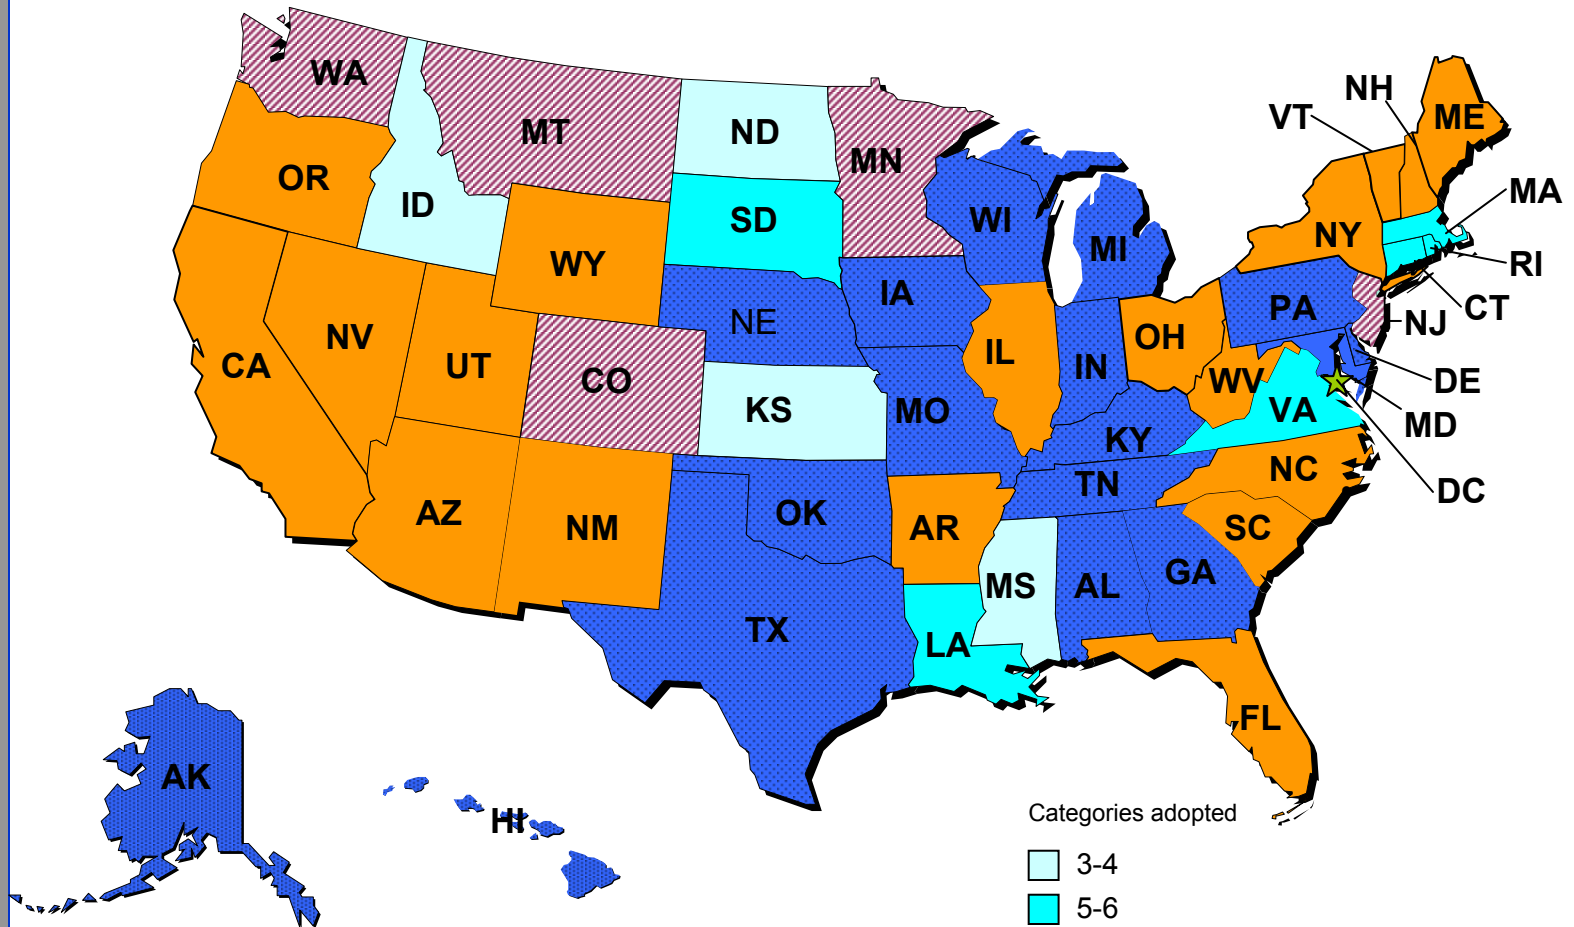 WA
MT
ND
MN
NH
VT
ME
OR
ID
SD
WI
MI
MA
NY
WY
RI
IA
NE
PA
CT
NJ
NV
CA
UT
CO
IL
IN
OH
WV
DE
KS
MO
VA
MD
KY
TN
NC
DC
AZ
NM
OK
AR
SC
MS
AL
GA
TX
LA
FL
AK
HI
Categories adopted
3-4
5-6